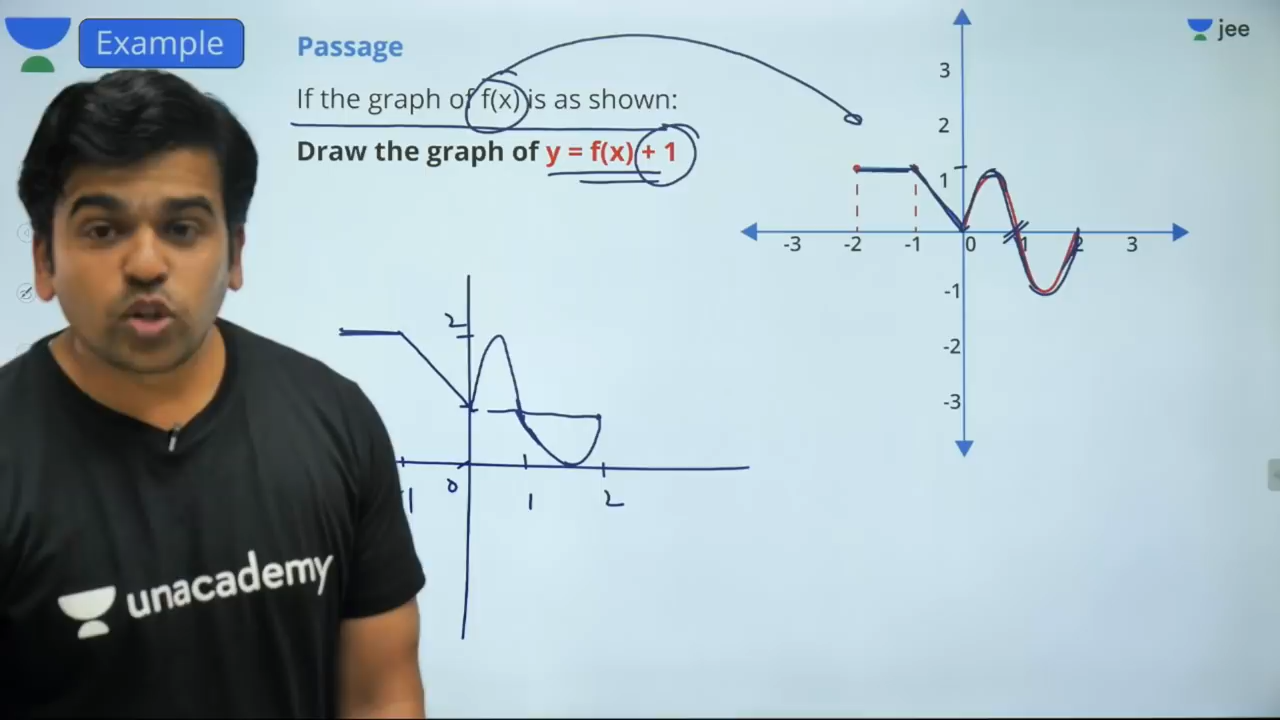 Example
Passage
jee
If the graph of f(x) is as shown:
Draw the graph of y = f(x) + 1
3
2
1
-3 -2 -1 0 1 2 3
-1
-2
-3
2
1 0 1 2
unacademy